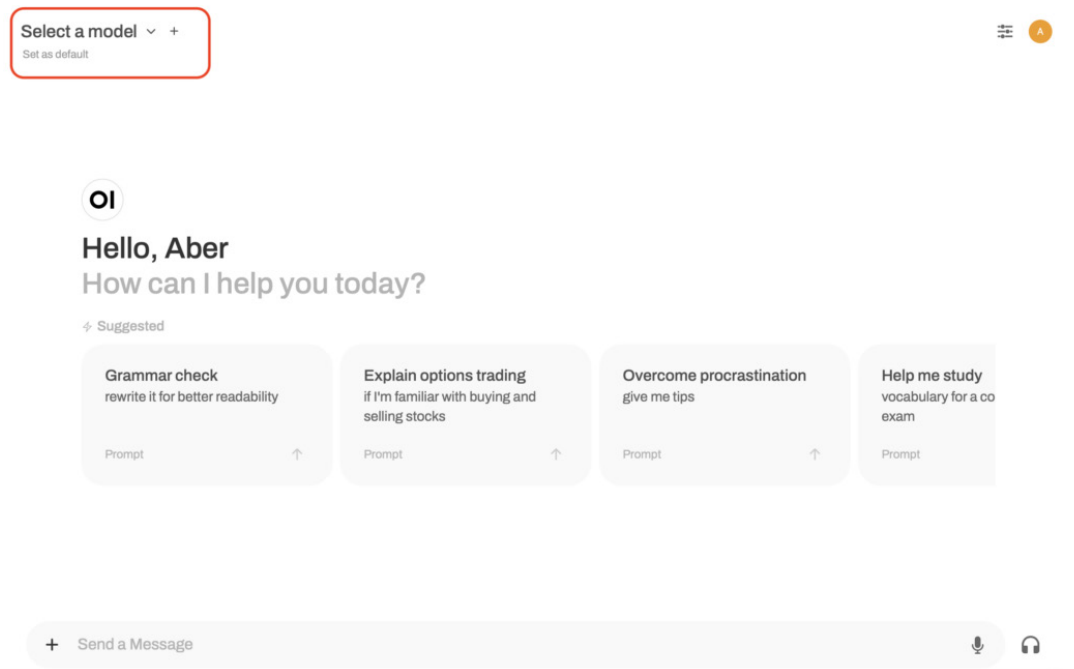 Select a model
Set as default
A
OI
Hello, Aber
How can I help you today?
Suggested
Grammar check
rewrite it for better readability
Prompt
Explain options trading
if I'm familiar with buying and
selling stocks
Prompt
Overcome procrastination
give me tips
Prompt
Help me study
vocabulary for a co
exam
Prompt
Send a Message